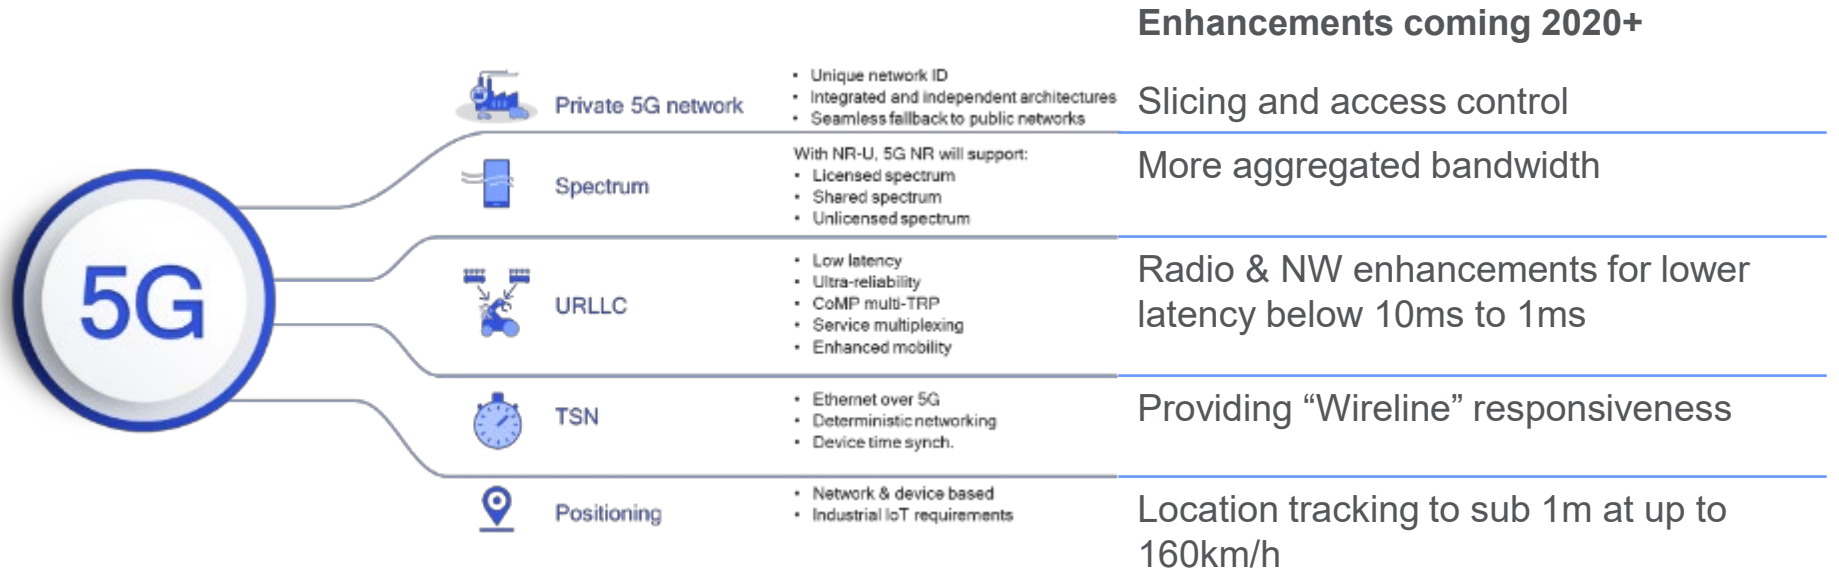 Enhancements coming 2020+
5G
Private 5G network
• Unique network ID
• Integrated and independent architectures
• Seamless fallback to public networks
Slicing and access control
Spectrum
With NR-U, 5G NR will support:
• Licensed spectrum
• Shared spectrum
• Unlicensed spectrum
More aggregated bandwidth
URLLC
• Low latency
• Ultra-reliability
• CoMP multi-TRP
• Service multiplexing
• Enhanced mobility
Radio & NW enhancements for lower
latency below 10ms to 1ms
TSN
• Ethernet over 5G
• Deterministic networking
• Device time synch.
Providing “Wireline” responsiveness
Positioning
• Network & device based
• Industrial IoT requirements
Location tracking to sub 1m at up to
160km/h